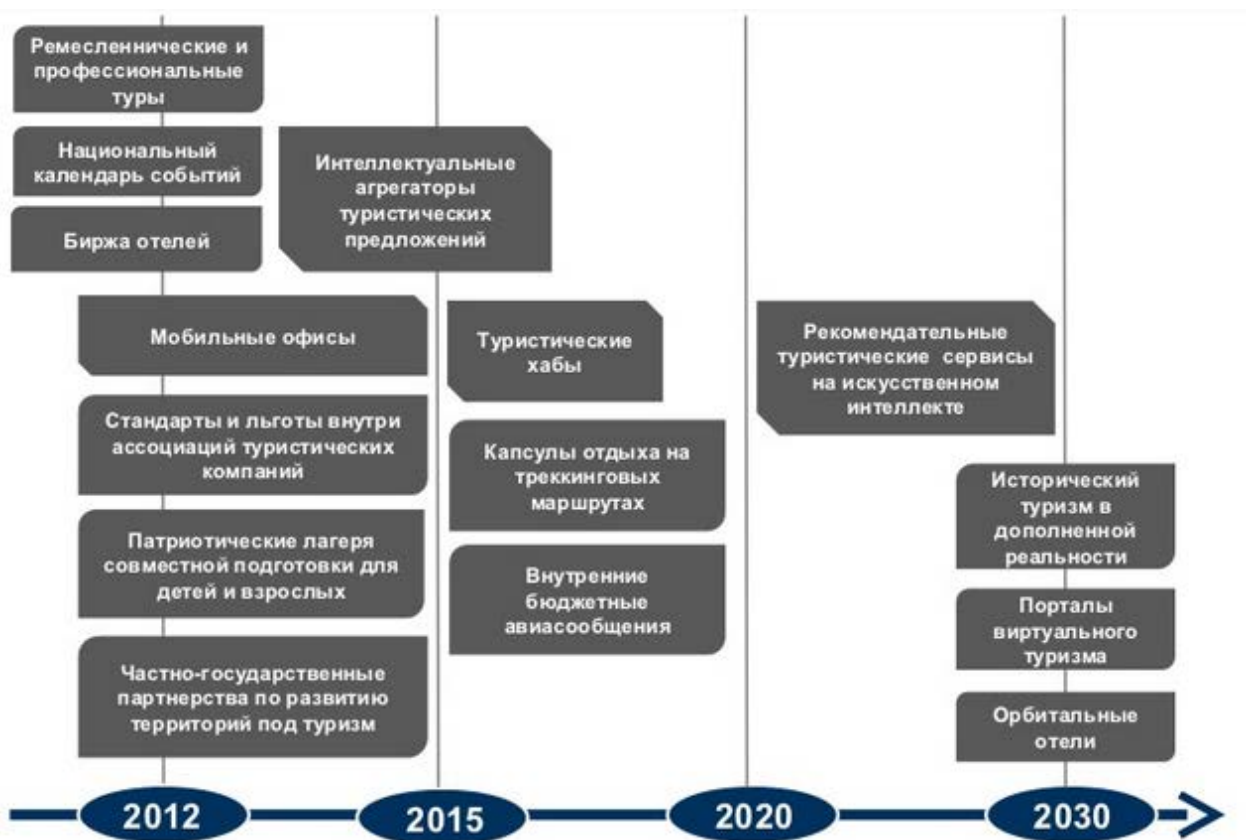 Ремесленнические и
профессиональные
туры
Национальный
календарь событий
Биржа отелей
Интеллектуальные
агрегаторы
туристических
предложений
Мобильные офисы
Стандарты и льготы внутри
ассоциаций туристических
компаний
Патриотические лагеря
совместной подготовки для
детей и взрослых
Частно-государственные
партнерства по развитию
территорий под туризм
Туристические
хабы
Капсулы отдыха на
треккинговых
маршрутах
Внутренние
бюджетные
авиасообщения
Рекомендательные
туристические сервисы
на искусственном
интеллекте
Исторический
туризм в
дополненной
реальности
Порталы
виртуального
туризма
Орбитальные
отели
2012
2015
2020
2030